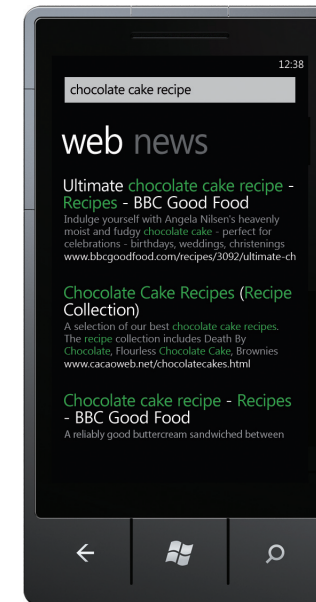 12:38
chocolate cake recipe
web news
Ultimate chocolate cake recipe -
Recipes - BBC Good Food
Indulge yourself with Angela Nilsen's heavenly
moist and fudgy chocolate cake - perfect for
celebrations - birthdays, weddings, christenings
www.bbcgoodfood.com/recipes/3092/ultimate-ch
Chocolate Cake Recipes (Recipe
Collection)
A selection of our best chocolate cake recipes.
The recipe collection includes Death By
Chocolate, Flourless Chocolate Cake, Brownies
www.cacaoweb.net/chocolatecakes.html
Chocolate cake recipe - Recipes
- BBC Good Food
A reliably good buttercream sandwiched between